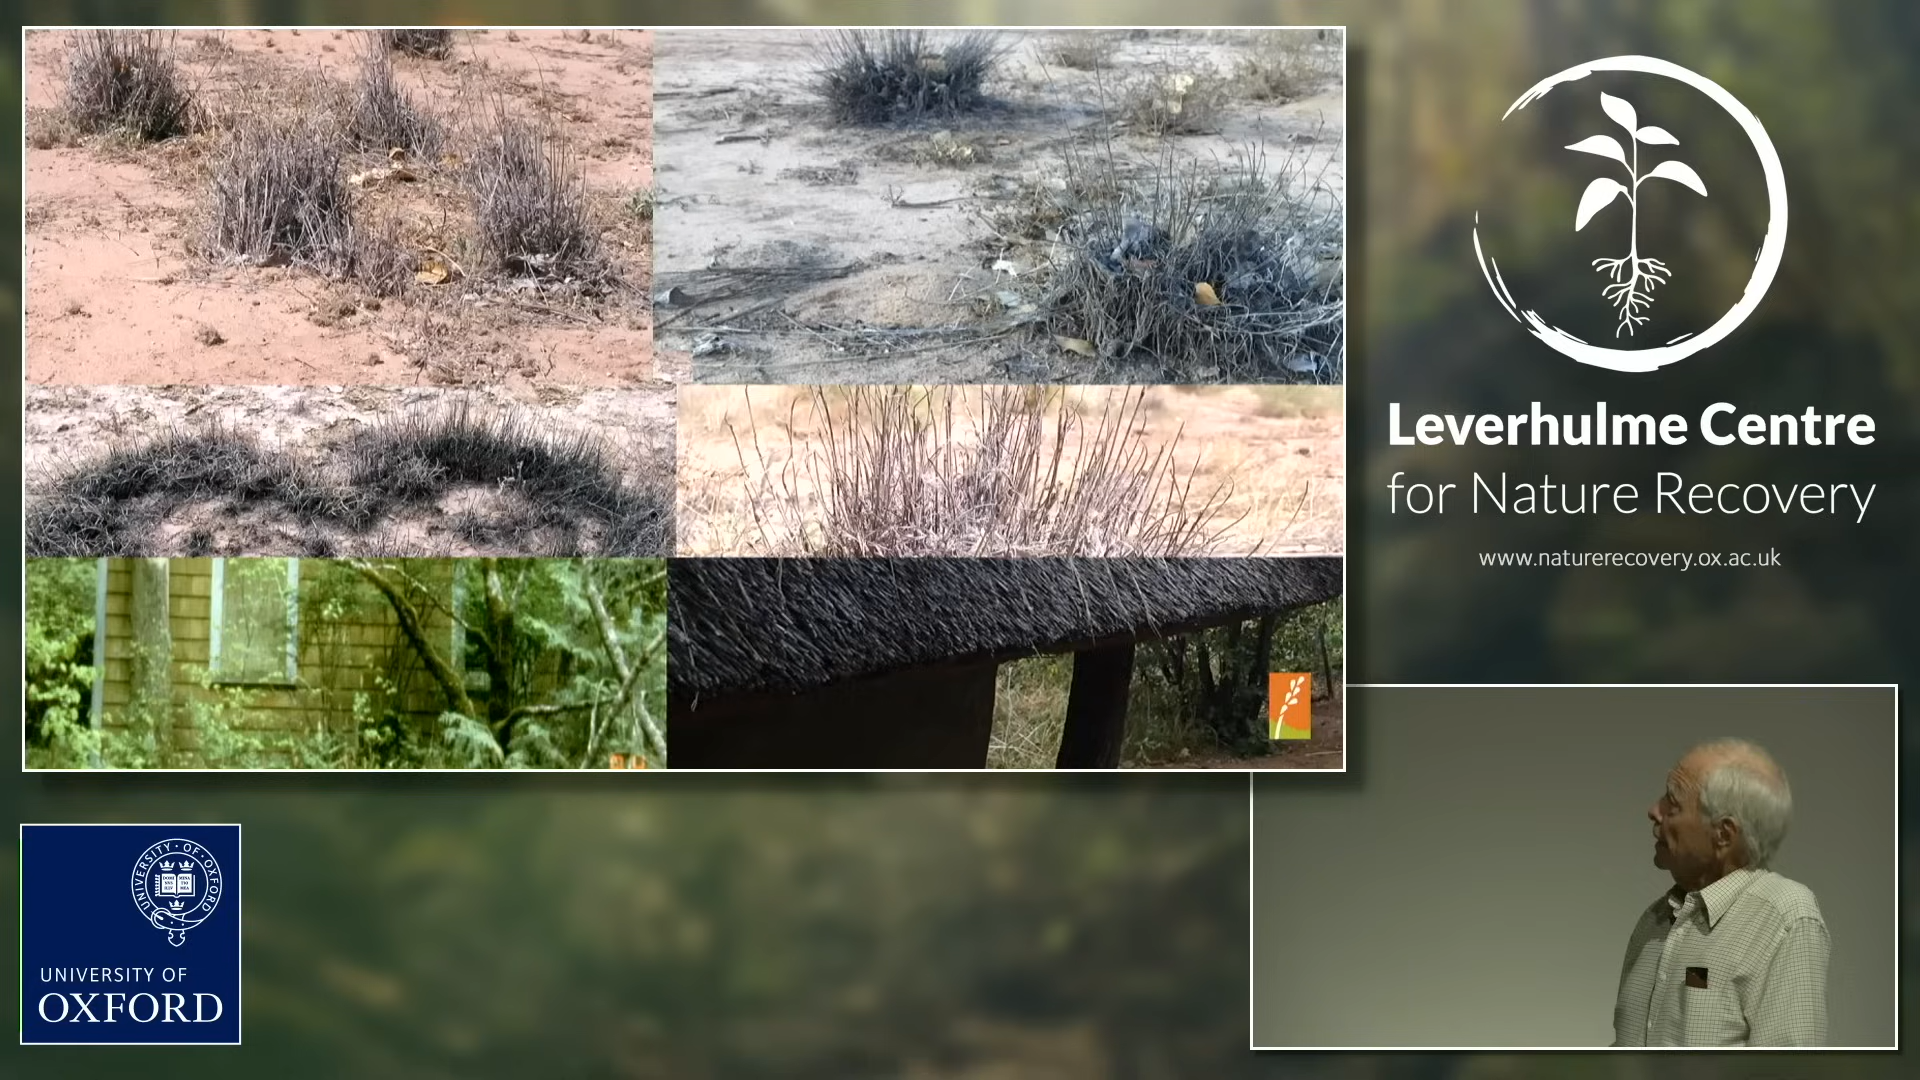 Leverhulme Centre
for Nature Recovery
www.naturerecovery.ox.ac.uk
UNIVERSITY OF
OXFORD
UNIVERSITY · OF · OXFORD